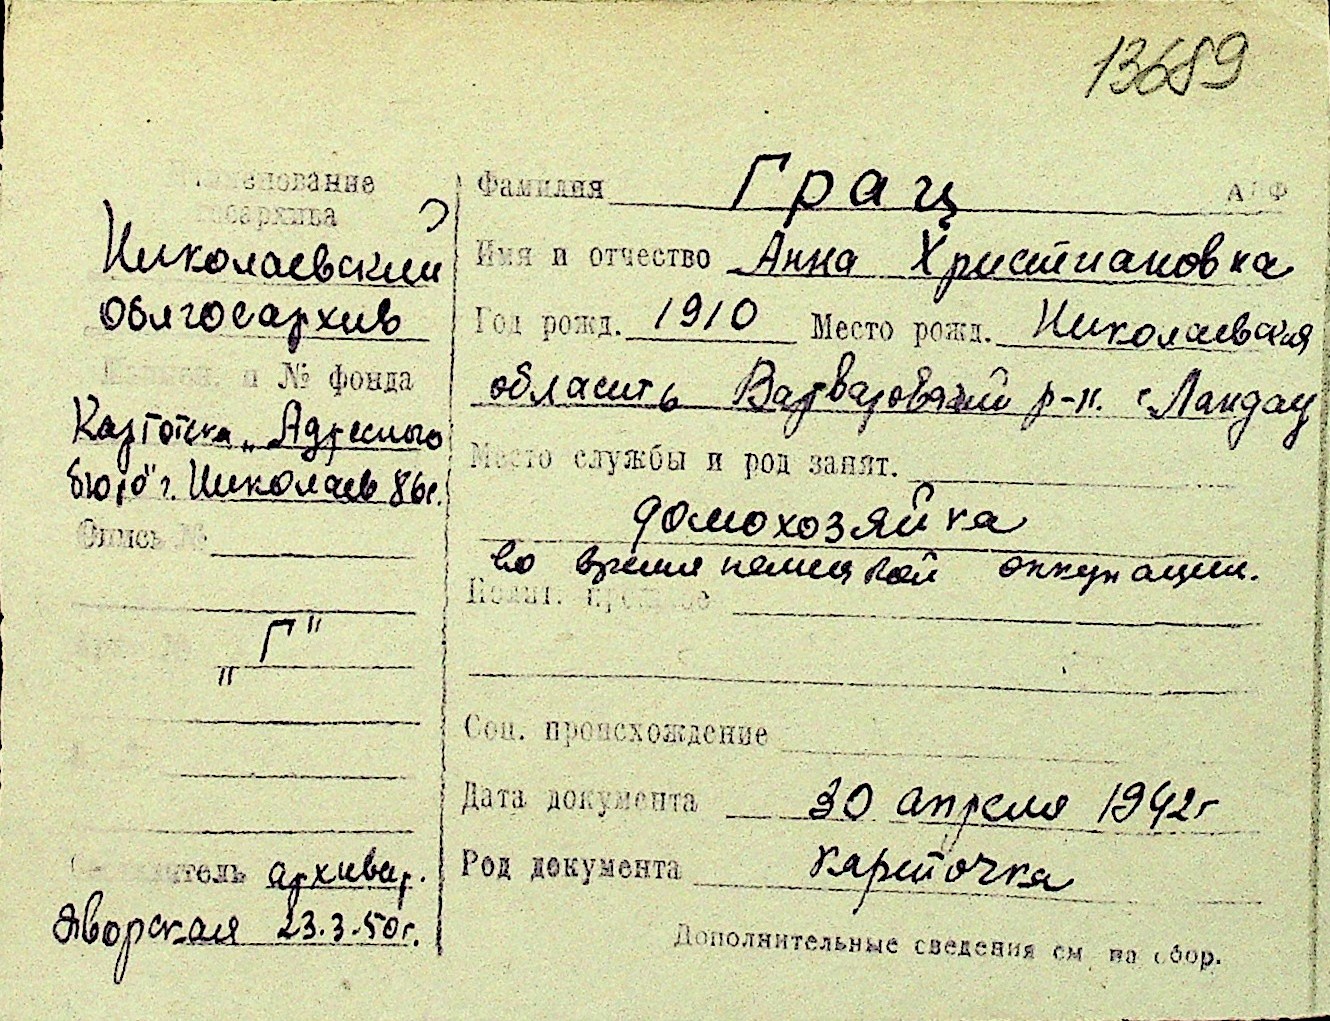 13689
Наименование
госархива
Николаевский
облгосархив
и № фонда
Картотека „Адресного
бюро" г. Николаев
Опись №
„Г"
Составитель архивар.
Яворская 23.3.50г.
Фамилия Грац
Имя и отчество Анна Христиановна
Год рожд. 1910 Место рожд. Николаевская
область Варваровский р-н. с Ландау
Место службы и род занят.
домохозяйка
во время немецкой оккупации.
Полит.
Соц. происхождение
Дата документа 30 апреля 1942г
Род документа карточка
Дополнительные сведения см на обор.